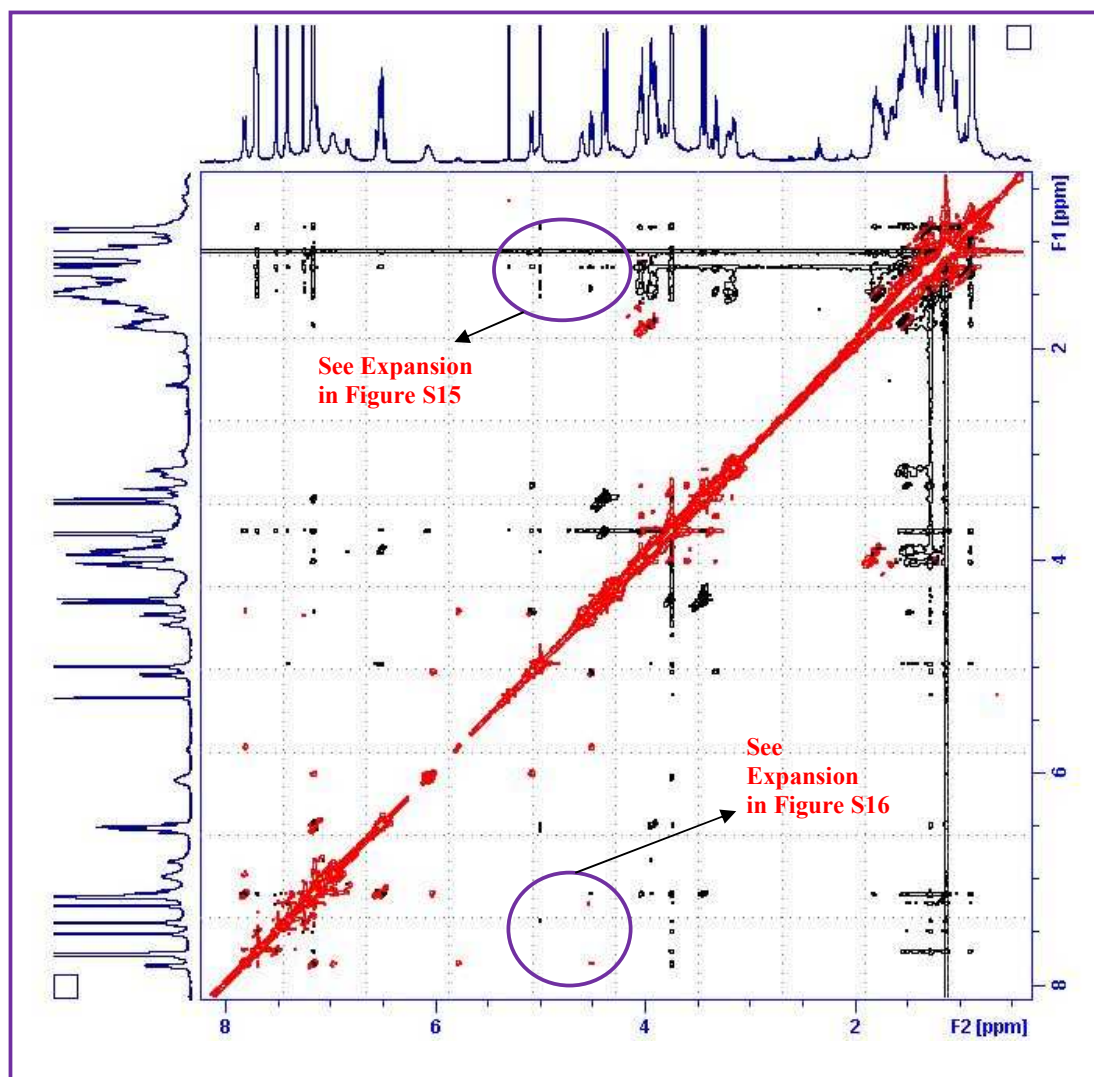 F1 [ppm]
2
4
6
8
See Expansion
in Figure S15
See
Expansion
in Figure S16
8
6
4
2
F2 [ppm]